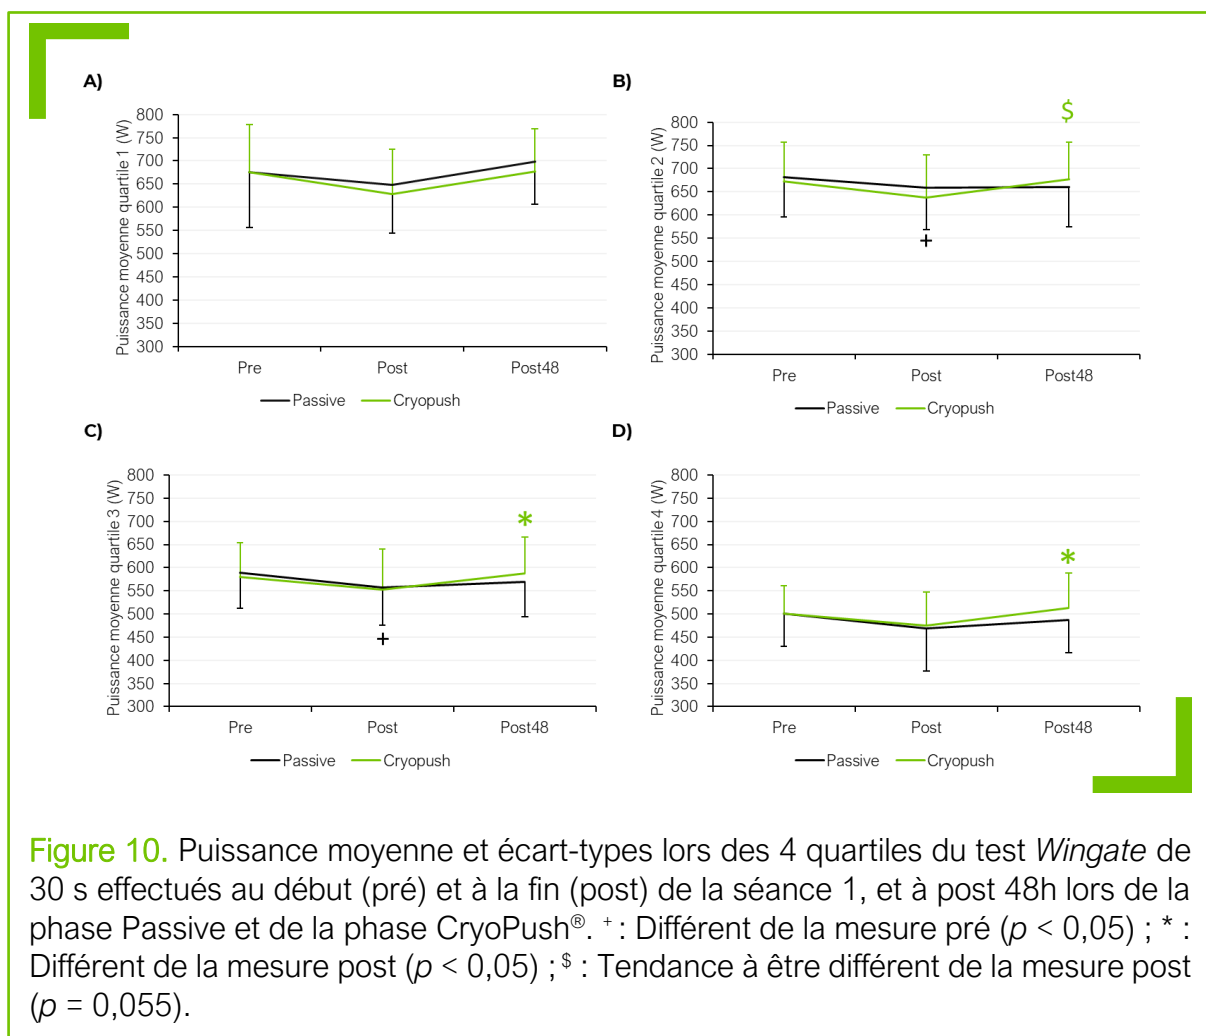 A)
Puissance moyenne quartile 1 (W)
800
750
700
650
600
550
500
450
400
350
300
Pre Post Post48
Passive Cryopush
B)
Puissance moyenne quartile 2 (W)
800
750
700
650
600
550
500
450
400
350
300
$
+
Pre Post Post48
Passive Cryopush
C)
Puissance moyenne quartile 3 (W)
800
750
700
650
600
550
500
450
400
350
300
*
+
Pre Post Post48
Passive Cryopush
D)
Puissance moyenne quartile 4 (W)
800
750
700
650
600
550
500
450
400
350
300
*
Pre Post Post48
Passive Cryopush
Figure 10. Puissance moyenne et écart-types lors des 4 quartiles du test Wingate de
30 s effectués au début (pré) et à la fin (post) de la séance 1, et à post 48h lors de la
phase Passive et de la phase CryoPush®. + : Différent de la mesure pré (p < 0,05) ; * :
Différent de la mesure post (p < 0,05) ; $ : Tendance à être différent de la mesure post
(p = 0,055).